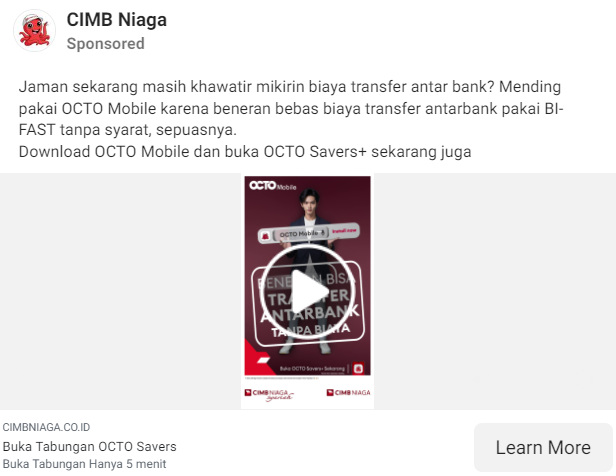 CIMB Niaga
Sponsored
Jaman sekarang masih khawatir mikirin biaya transfer antar bank? Mending
pakai OCTO Mobile karena beneran bebas biaya transfer antarbank pakai BI-
FAST tanpa syarat, sepuasnya.
Download OCTO Mobile dan buka OCTO Savers+ sekarang juga
OCTO Mobile
OCTO Mobile
Install now
BENERAN BISA
TRANSFER
ANTARBANK
TANPA BIAYA
Buka OCTO Savers+ Sekarang
CIMB NIAGA
syariah
CIMB NIAGA
CIMBNIAGA.CO.ID
Buka Tabungan OCTO Savers
Buka Tabungan Hanya 5 menit
Learn More